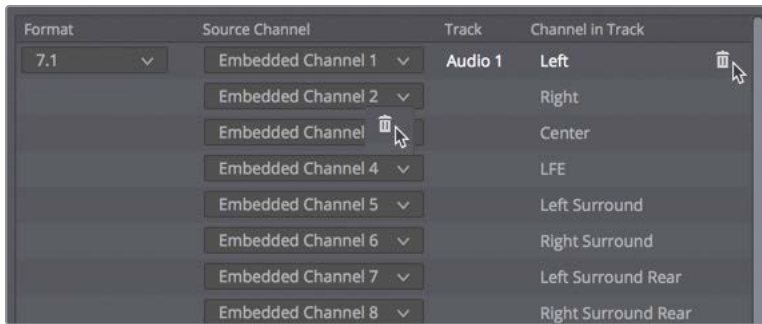 Format Source Channel Track Channel in Track
7.1 Embedded Channel 1 Audio 1 Left
Embedded Channel 2 Right
Embedded Channel Center
Embedded Channel 4 LFE
Embedded Channel 5 Left Surround
Embedded Channel 6 Right Surround
Embedded Channel 7 Left Surround Rear
Embedded Channel 8 Right Surround Rear